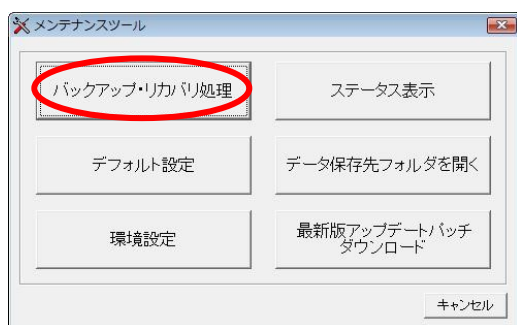 メンテナンスツール
バックアップ・リカバリ処理
ステータス表示
デフォルト設定
データ保存先フォルダを開く
環境設定
最新版アップデートパッチ
ダウンロード
キャンセル